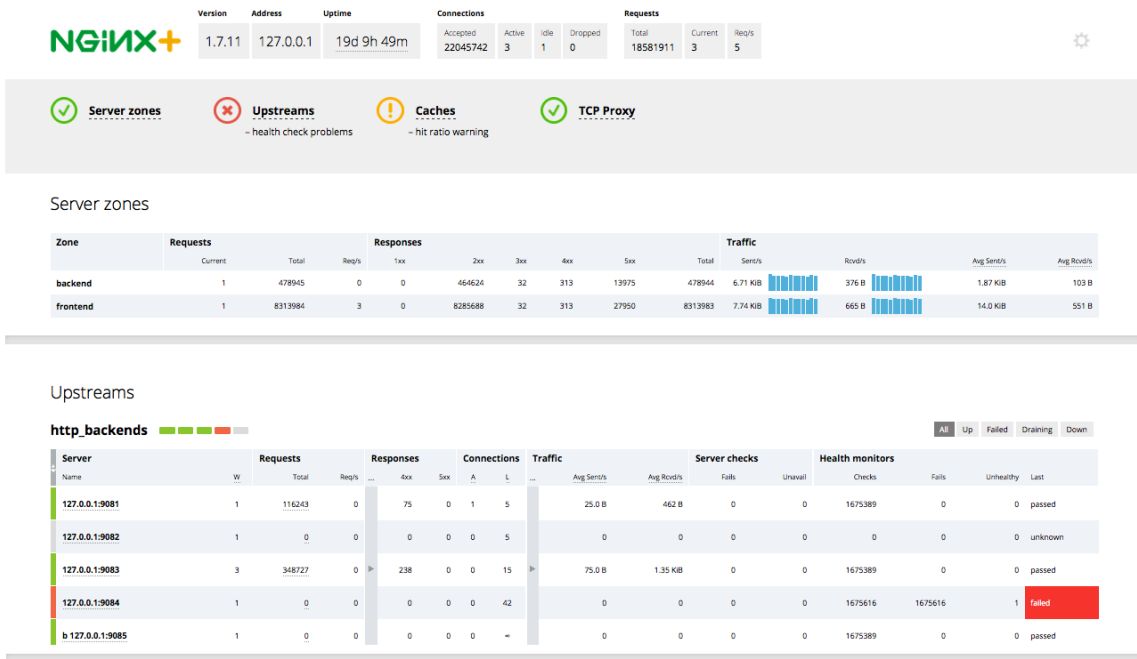 Version Address Uptime Connections Requests
NGiNX+ 1.7.11 127.0.0.1 19d 9h 49m Accepted 22045742 Active 3 Idle 1 Dropped 0 Total 18581911 Current 3 Req/s 5
Server zones Upstreams Caches TCP Proxy
– health check problems – hit ratio warning
Server zones
Zone Requests Responses Traffic
Current Total Req/s 1xx 2xx 3xx 4xx 5xx Total Sent/s Rcvd/s Avg Sent/s Avg Rcvd/s
backend 1 478945 0 0 464624 32 313 13975 478944 6.71 KiB 376 B 1.87 KiB 103 B
frontend 1 8313984 3 0 8285688 32 313 27950 8313983 7.74 KiB 665 B 14.0 KiB 551 B
Upstreams
http_backends All Up Failed Draining Down
Server Requests Responses Connections Traffic Server checks Health monitors
Name W Total Req/s ... 4xx 5xx A L ... Avg Sent/s Avg Rcvd/s Fails Unavail Checks Fails Unhealthy Last
127.0.0.1:9081 1 116243 0 75 0 1 5 25.0 B 462 B 0 0 1675389 0 0 passed
127.0.0.1:9082 1 0 0 0 0 0 5 0 0 0 0 0 0 0 unknown
127.0.0.1:9083 3 348727 0 238 0 0 15 75.0 B 1.35 KiB 0 0 1675389 0 0 passed
127.0.0.1:9084 1 0 0 0 0 0 42 0 0 0 0 1675616 1675616 1 failed
b 127.0.0.1:9085 1 0 0 0 0 0 ∞ 0 0 0 0 1675389 0 0 passed